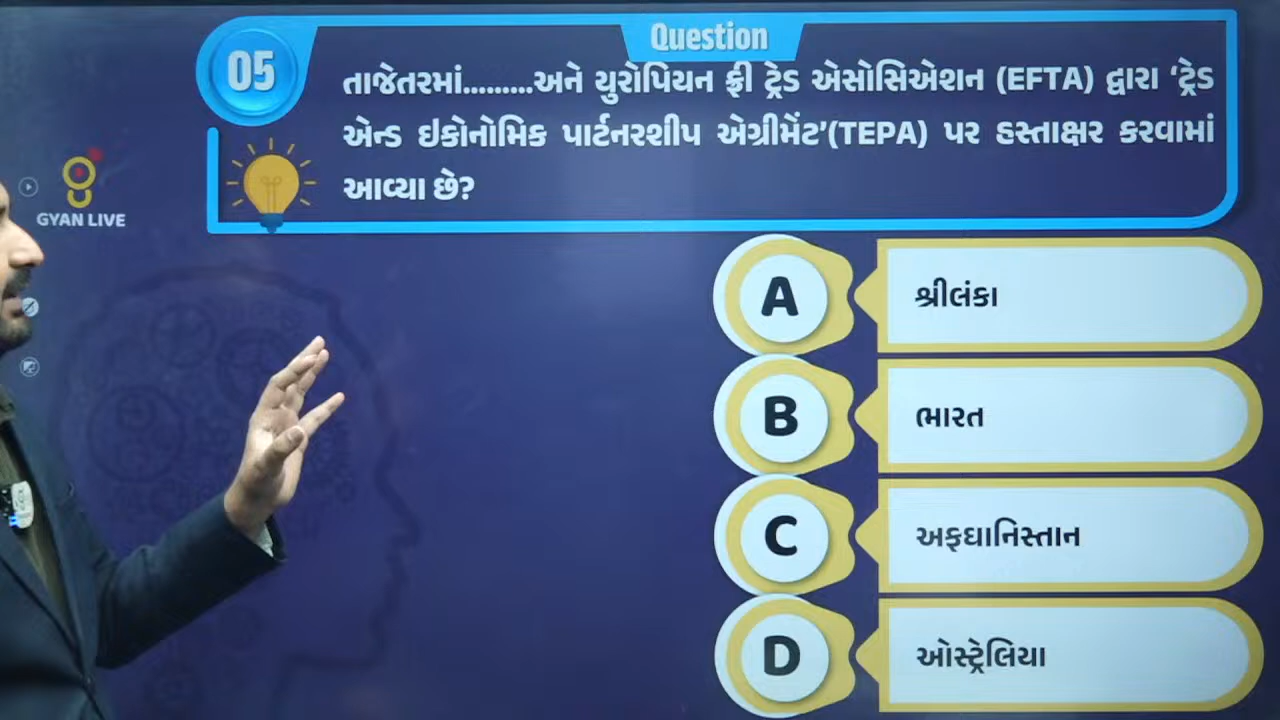 05
Question
તાજેતરમાં.........અને યુરોપિયન ફ્રી ટ્રેડ એસોસિએશન (EFTA) દ્વારા ‘ટ્રેડ
એન્ડ ઇકોનોમિક પાર્ટનરશીપ એગ્રીમેંટ’(TEPA) પર હસ્તાક્ષર કરવામાં
આવ્યા છે?
GYAN LIVE
A
શ્રીલંકા
B
ભારત
C
અફઘાનિસ્તાન
D
ઓસ્ટ્રેલિયા